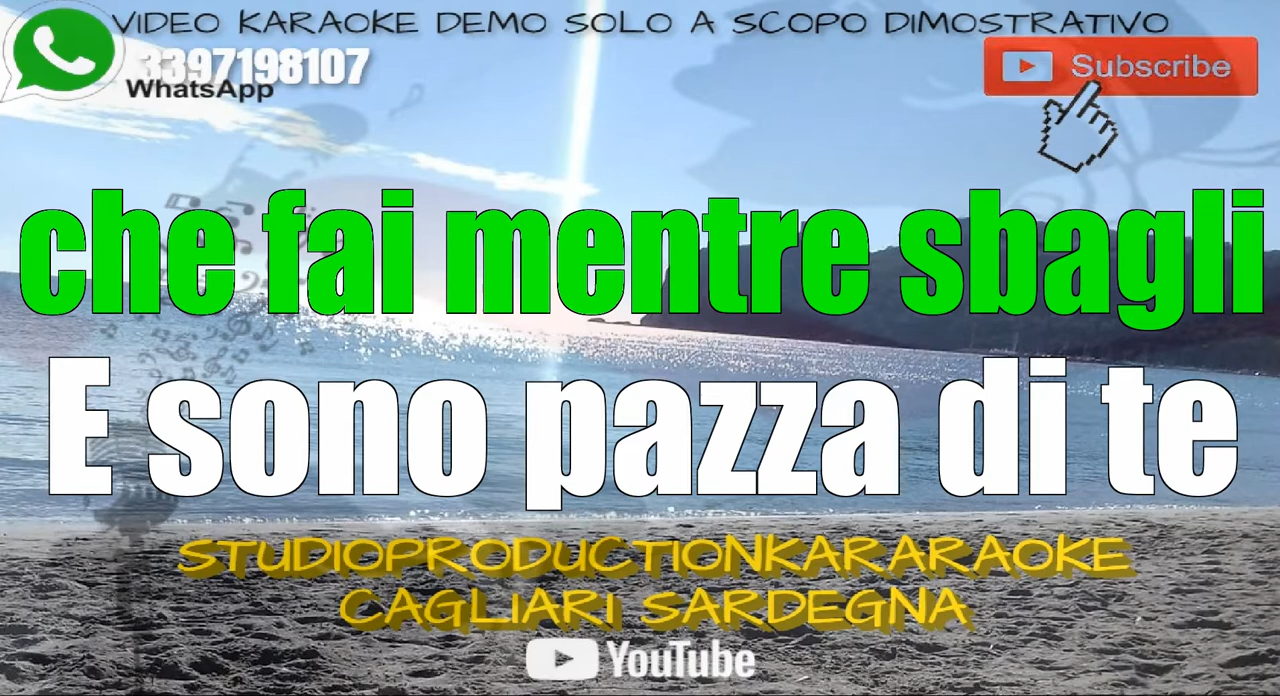 VIDEO KARAOKE DEMO SOLO A SCOPO DIMOSTRATIVO
3397198107
WhatsApp
Subscribe
che fai mentre sbagli
E sono pazza di te
STUDIOPRODUCTIONKARARAOKE
CAGLIARI SARDEGNA
YouTube